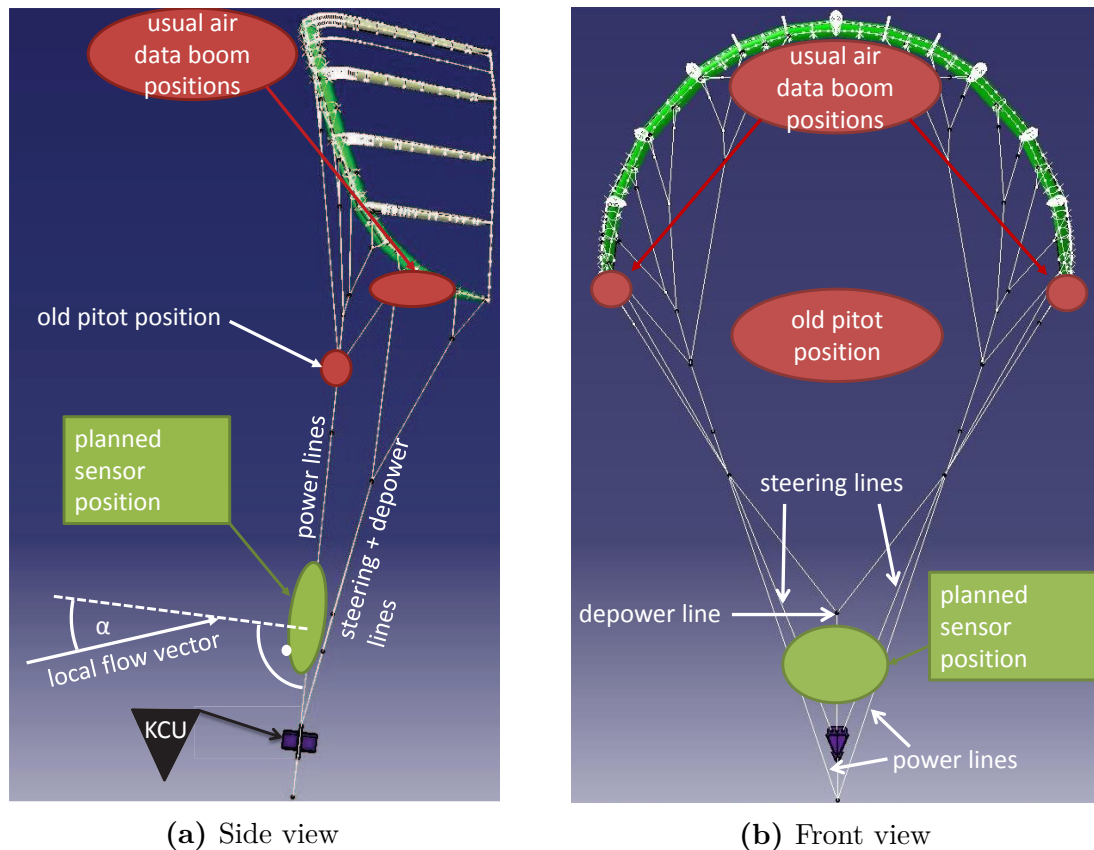 usual air
data boom
positions
old pitot position
planned
sensor
position
power lines
steering + depower
lines
α
local flow vector
KCU
(a) Side view
usual air
data boom
positions
old pitot
position
steering lines
depower line
planned
sensor
position
power lines
(b) Front view